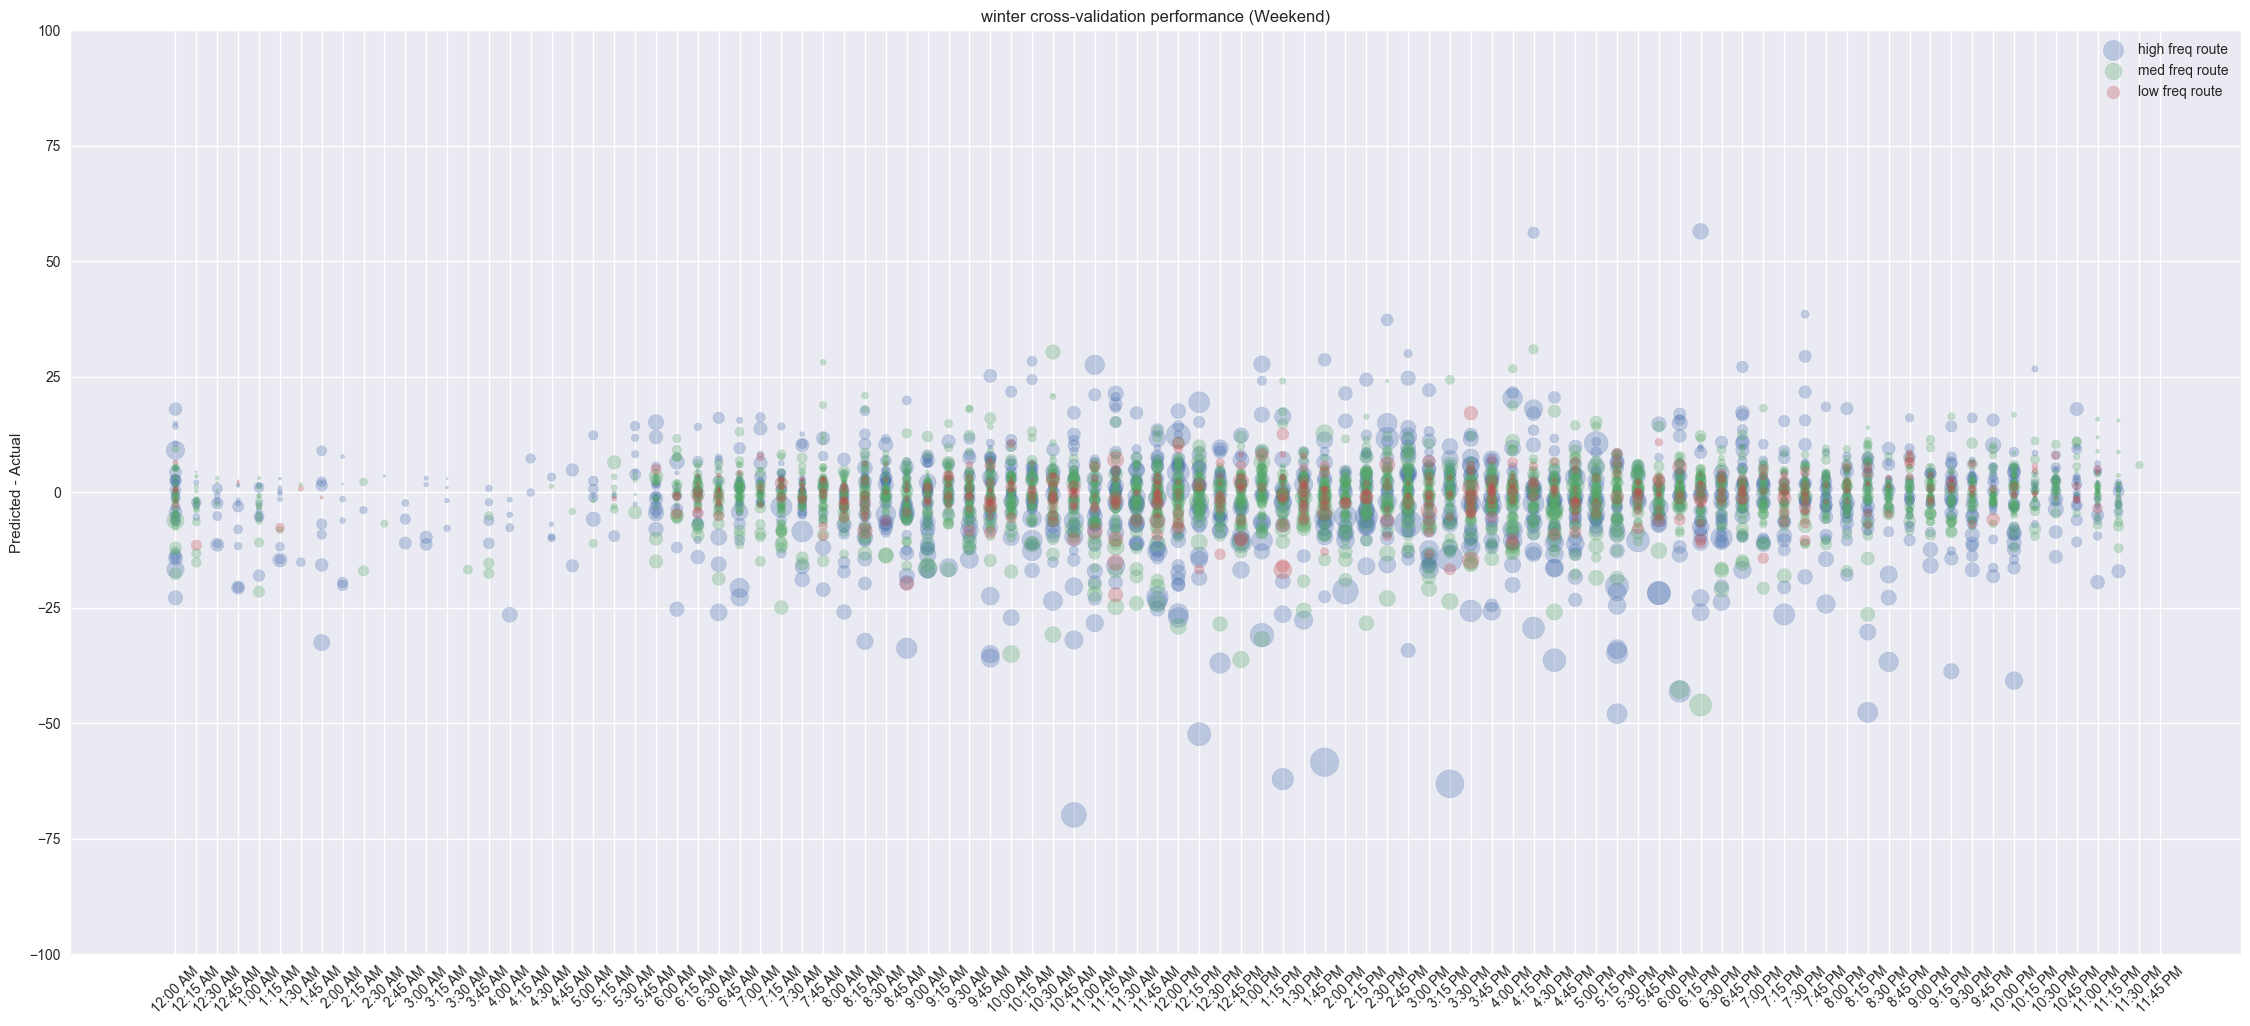 winter cross-validation performance (Weekend)
high freq route
med freq route
low freq route
Predicted - Actual
100
75
50
25
0
−25
−50
−75
−100
12:00 AM
12:15 AM
12:30 AM
12:45 AM
1:00 AM
1:15 AM
1:30 AM
1:45 AM
2:00 AM
2:15 AM
2:30 AM
2:45 AM
3:00 AM
3:15 AM
3:30 AM
3:45 AM
4:00 AM
4:15 AM
4:30 AM
4:45 AM
5:00 AM
5:15 AM
5:30 AM
5:45 AM
6:00 AM
6:15 AM
6:30 AM
6:45 AM
7:00 AM
7:15 AM
7:30 AM
7:45 AM
8:00 AM
8:15 AM
8:30 AM
8:45 AM
9:00 AM
9:15 AM
9:30 AM
9:45 AM
10:00 AM
10:15 AM
10:30 AM
10:45 AM
11:00 AM
11:15 AM
11:30 AM
11:45 AM
12:00 PM
12:15 PM
12:30 PM
12:45 PM
1:00 PM
1:15 PM
1:30 PM
1:45 PM
2:00 PM
2:15 PM
2:30 PM
2:45 PM
3:00 PM
3:15 PM
3:30 PM
3:45 PM
4:00 PM
4:15 PM
4:30 PM
4:45 PM
5:00 PM
5:15 PM
5:30 PM
5:45 PM
6:00 PM
6:15 PM
6:30 PM
6:45 PM
7:00 PM
7:15 PM
7:30 PM
7:45 PM
8:00 PM
8:15 PM
8:30 PM
8:45 PM
9:00 PM
9:15 PM
9:30 PM
9:45 PM
10:00 PM
10:15 PM
10:30 PM
10:45 PM
11:00 PM
11:15 PM
11:30 PM
11:45 PM